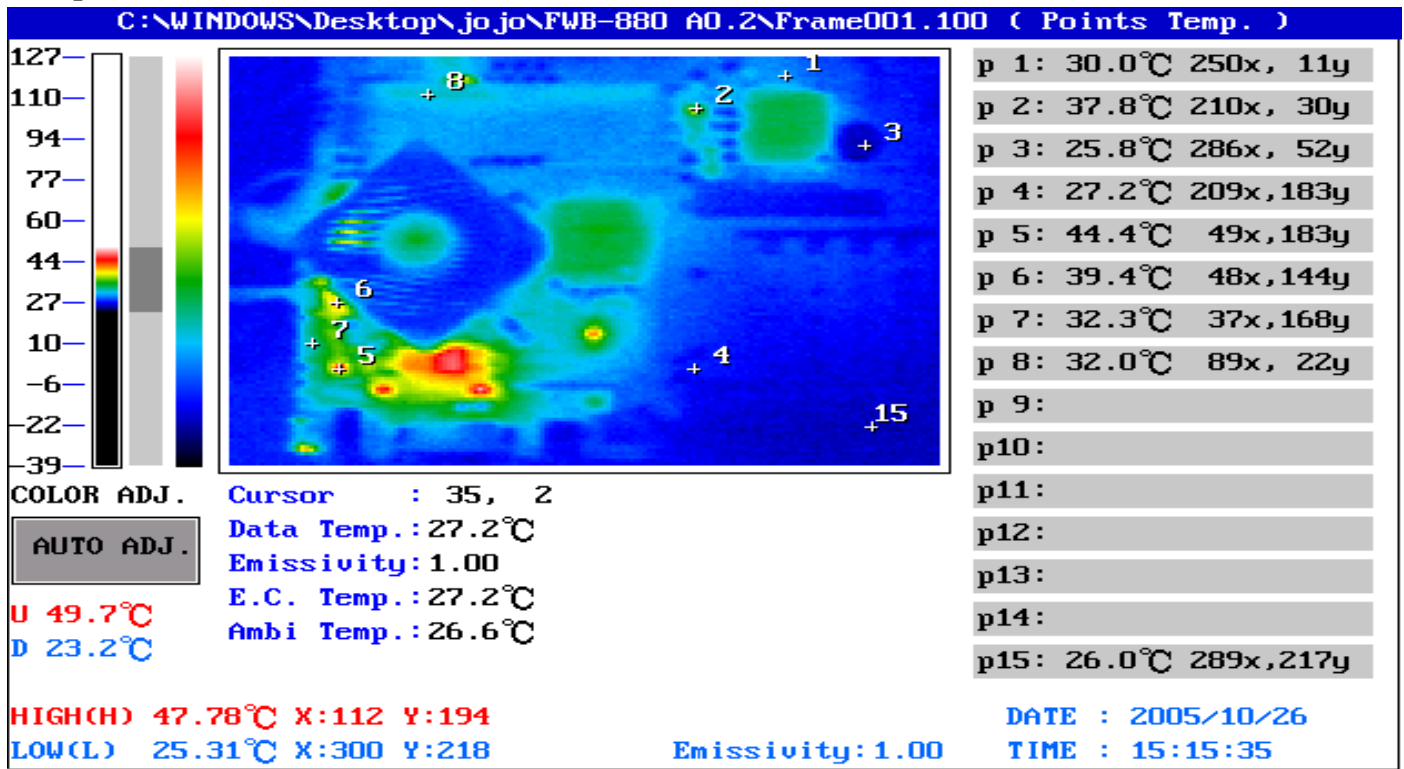 C:\WINDOWS\Desktop\jojo\FWB-880 A0.2\Frame001.100 ( Points Temp. )
127
110
94
77
60
44
27
10
-6
-22
-39
1
8
2
3
6
7
5
4
15
p 1: 30.0℃ 250x, 11y
p 2: 37.8℃ 210x, 30y
p 3: 25.8℃ 286x, 52y
p 4: 27.2℃ 209x,183y
p 5: 44.4℃ 49x,183y
p 6: 39.4℃ 48x,144y
p 7: 32.3℃ 37x,168y
p 8: 32.0℃ 89x, 22y
p 9:
p10:
p11:
p12:
p13:
p14:
p15: 26.0℃ 289x,217y
COLOR ADJ.
AUTO ADJ.
U 49.7℃
D 23.2℃
Cursor : 35, 2
Data Temp.:27.2℃
Emissivity:1.00
E.C. Temp.:27.2℃
Ambi Temp.:26.6℃
HIGH(H) 47.78℃ X:112 Y:194
LOW(L) 25.31℃ X:300 Y:218
Emissivity:1.00
DATE : 2005/10/26
TIME : 15:15:35